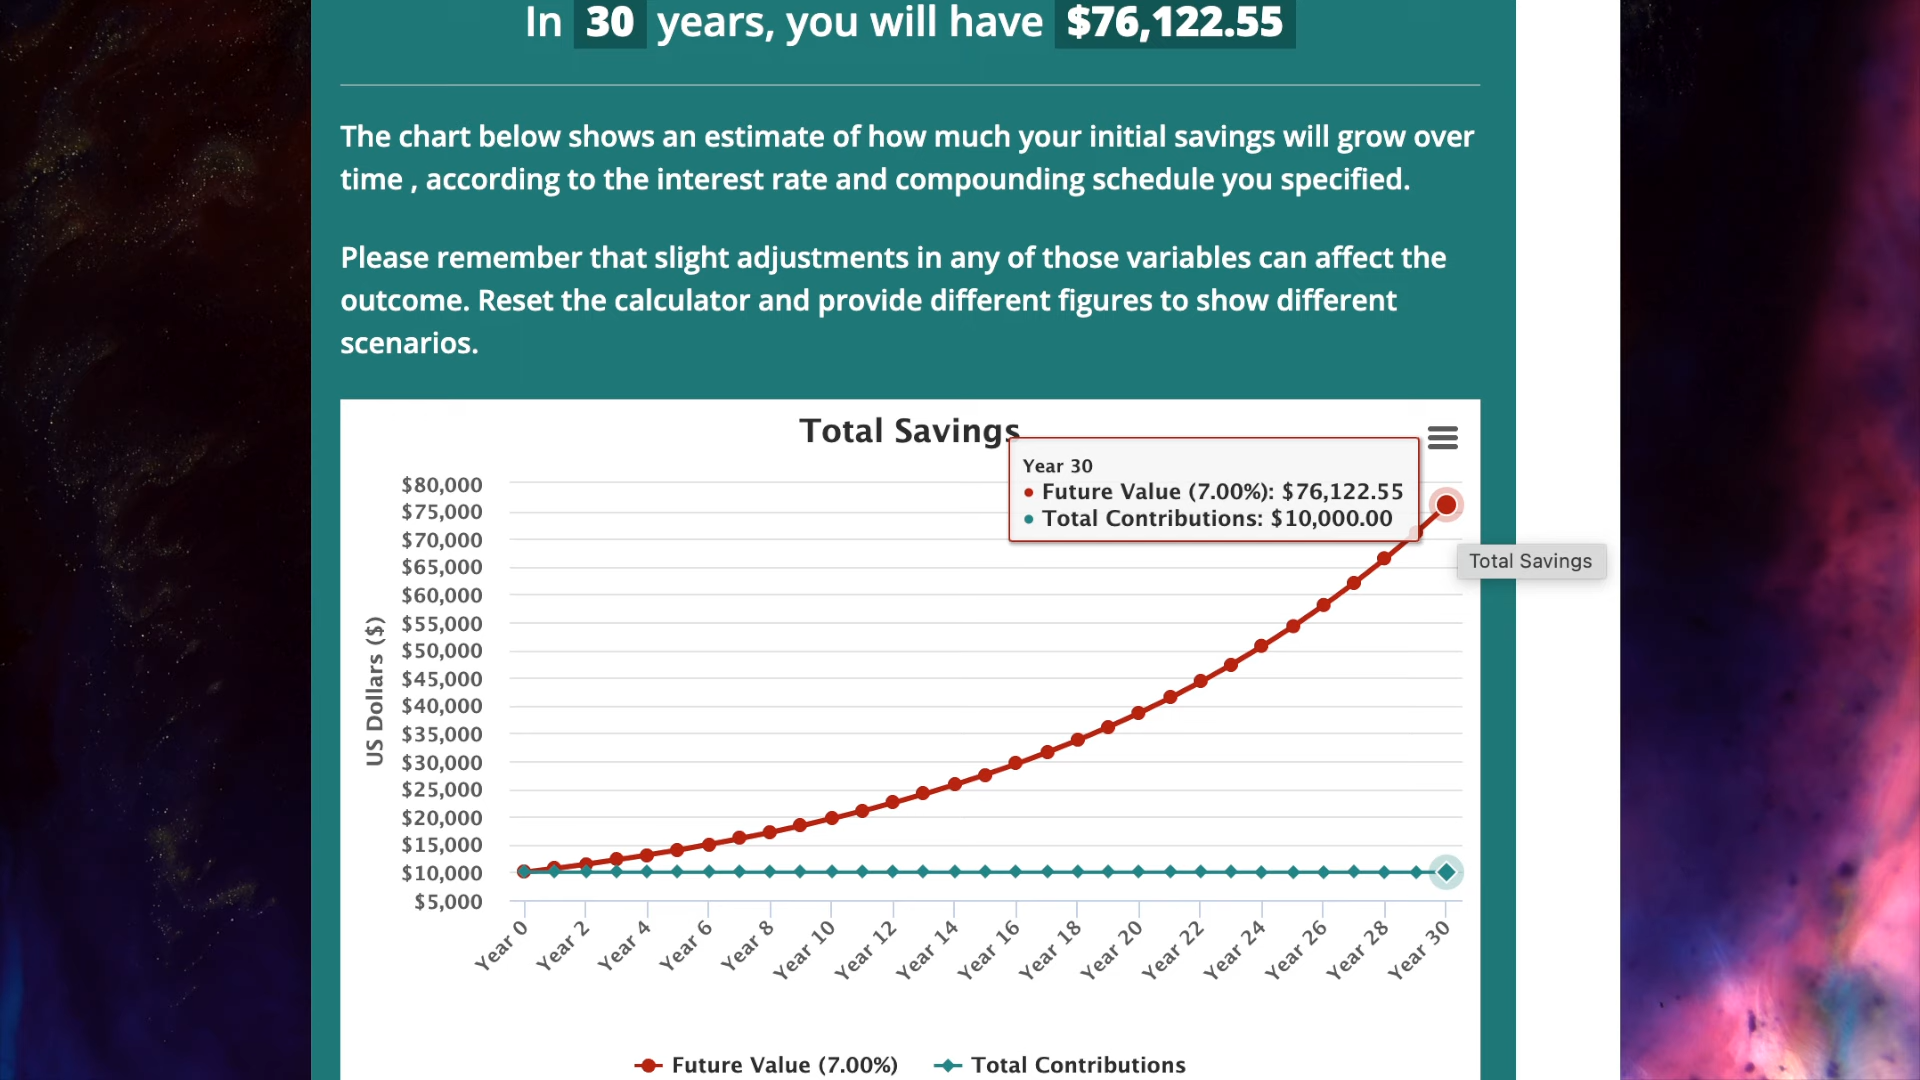 In 30 years, you will have $76,122.55
The chart below shows an estimate of how much your initial savings will grow over
time , according to the interest rate and compounding schedule you specified.
Please remember that slight adjustments in any of those variables can affect the
outcome. Reset the calculator and provide different figures to show different
scenarios.
Total Savings
Year 30
Future Value (7.00%): $76,122.55
Total Contributions: $10,000.00
Total Savings
US Dollars ($)
$80,000
$75,000
$70,000
$65,000
$60,000
$55,000
$50,000
$45,000
$40,000
$35,000
$30,000
$25,000
$20,000
$15,000
$10,000
$5,000
Year 0
Year 2
Year 4
Year 6
Year 8
Year 10
Year 12
Year 14
Year 16
Year 18
Year 20
Year 22
Year 24
Year 26
Year 28
Year 30
Future Value (7.00%)
Total Contributions